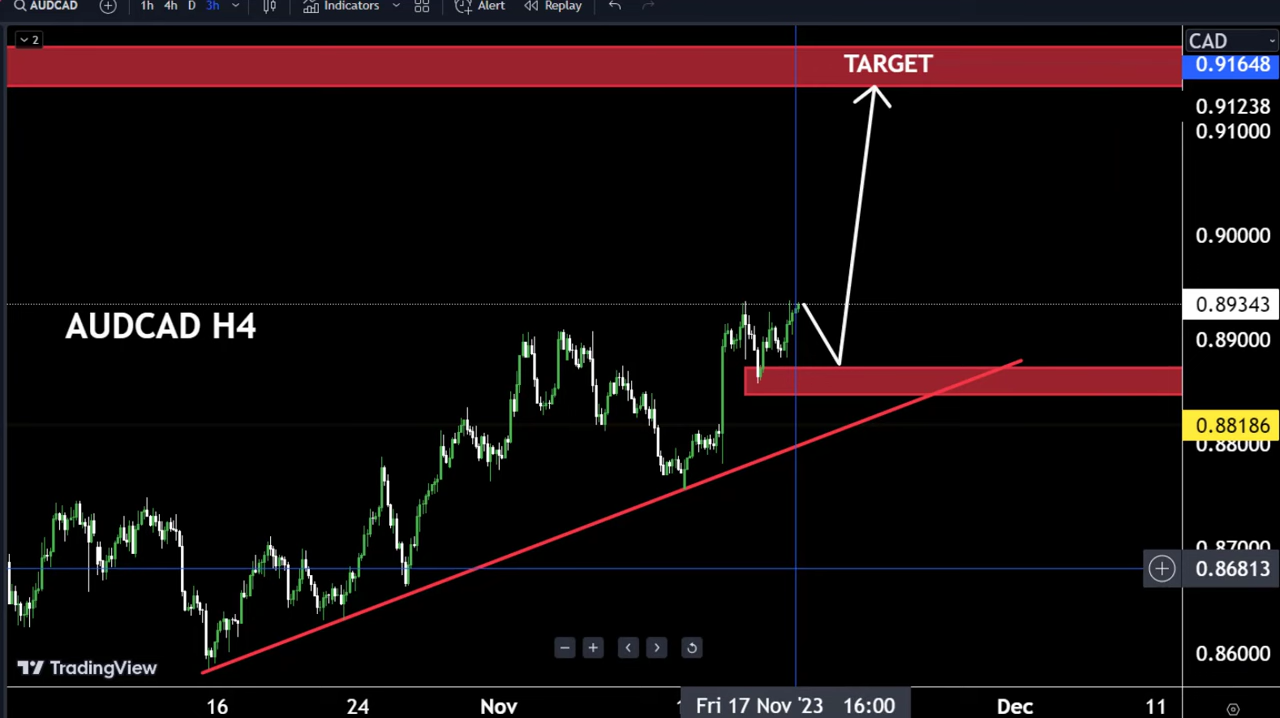 AUDCAD 1h 4h D 3h Indicators Alert Replay
2
CAD
TARGET
0.91648
0.91238
0.91000
0.90000
0.89343
AUDCAD H4
0.89000
0.88186
0.88000
0.87000
0.86813
0.86000
TradingView
16 24 Nov Fri 17 Nov '23 16:00 Dec 11